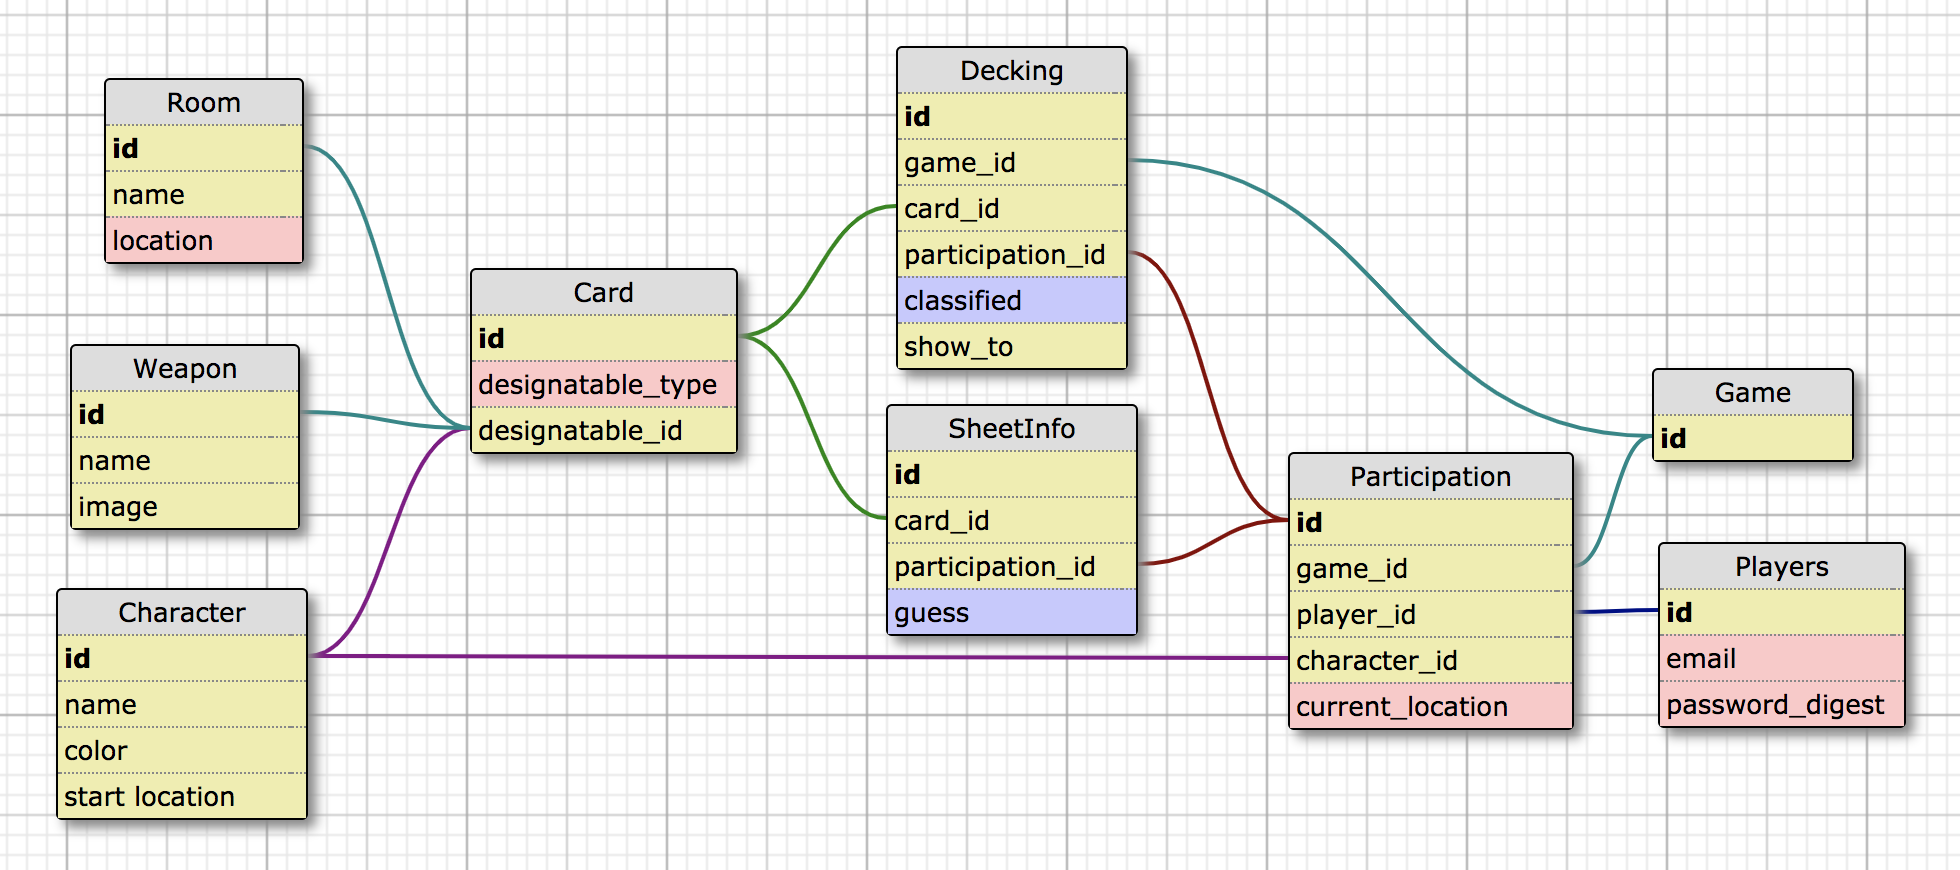 Room
id
name
location
Weapon
id
name
image
Character
id
name
color
start location
Card
id
designatable_type
designatable_id
Decking
id
game_id
card_id
participation_id
classified
show_to
SheetInfo
id
card_id
participation_id
guess
Participation
id
game_id
player_id
character_id
current_location
Game
id
Players
id
email
password_digest